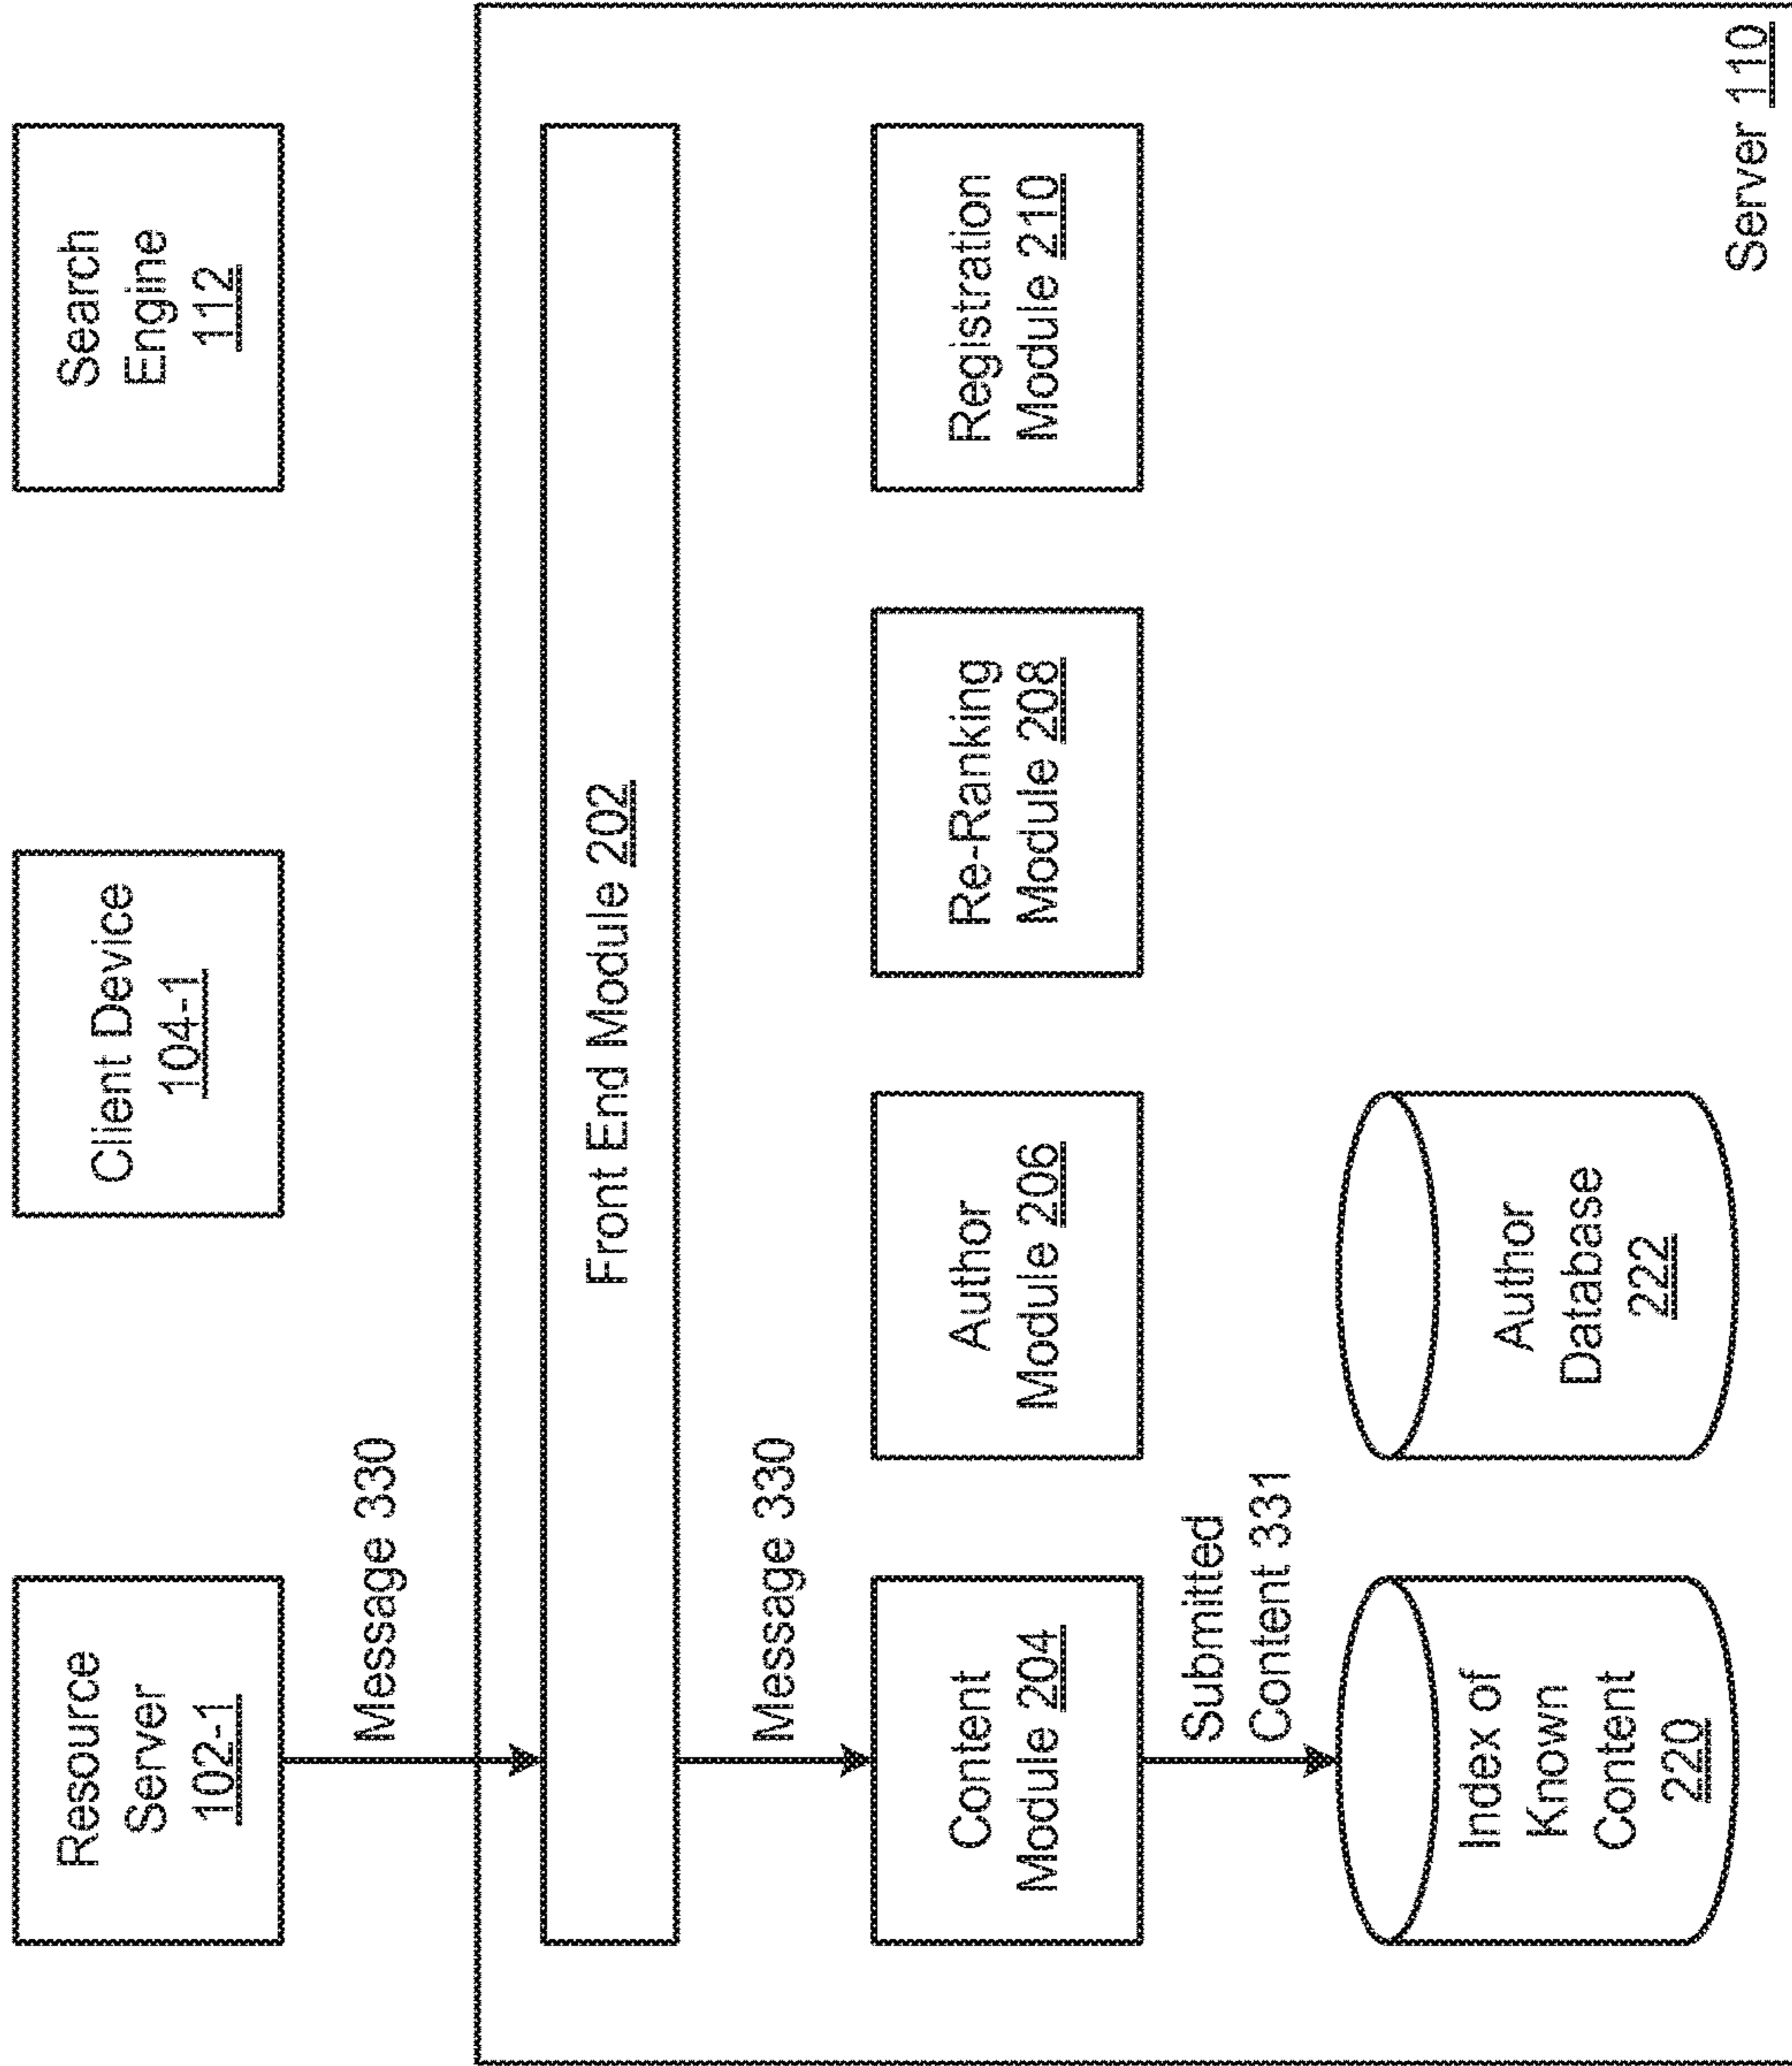 Resource
Server
102-1
Client Device
104-1
Search
Engine
112
Message 330
Front End Module 202
Message 330
Content
Module 204
Author
Module 206
Re-Ranking
Module 208
Registration
Module 210
Submitted
Content 331
Index of
Known
Content
220
Author
Database
222
Server 110